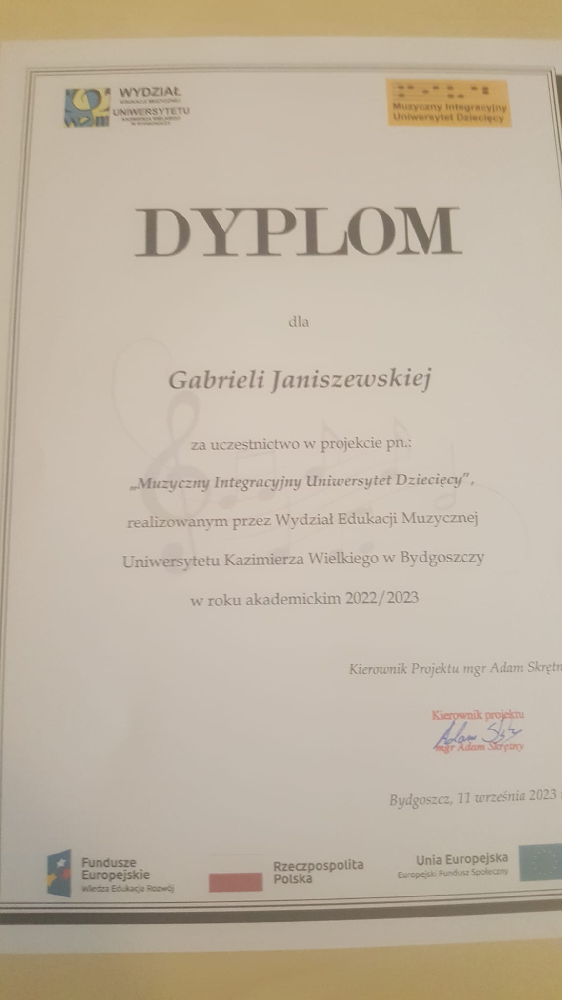 WYDZIAŁ
EDUKACJI MUZYCZNEJ
UNIWERSYTETU
KAZIMIERZA WIELKIEGO
W BYDGOSZCZY
Muzyczny Integracyjny
Uniwersytet Dziecięcy
DYPLOM
dla
Gabrieli Janiszewskiej
za uczestnictwo w projekcie pn.:
„Muzyczny Integracyjny Uniwersytet Dziecięcy”,
realizowanym przez Wydział Edukacji Muzycznej
Uniwersytetu Kazimierza Wielkiego w Bydgoszczy
w roku akademickim 2022/2023
Kierownik Projektu mgr Adam Skrętn
Kierownik projektu
Adam
mgr Adam Skrętny
Bydgoszcz, 11 września 2023
Fundusze
Europejskie
Wiedza Edukacja Rozwój
Rzeczpospolita
Polska
Unia Europejska
Europejski Fundusz Społeczny